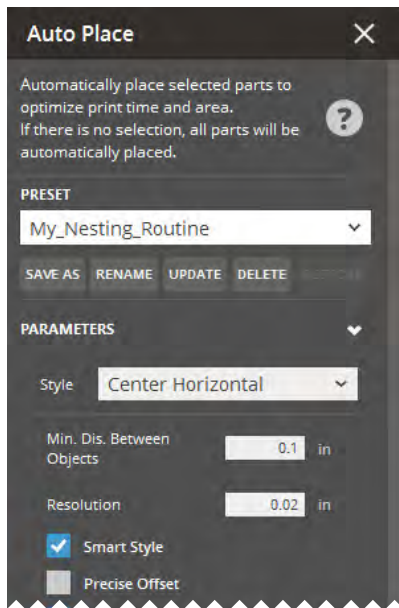 Auto Place
Automatically place selected parts to
optimize print time and area.
If there is no selection, all parts will be
automatically placed.
?
PRESET
My_Nesting_Routine
SAVE AS RENAME UPDATE DELETE
PARAMETERS
Style Center Horizontal
Min. Dis. Between
Objects
0.1 in
Resolution 0.02 in
Smart Style
Precise Offset